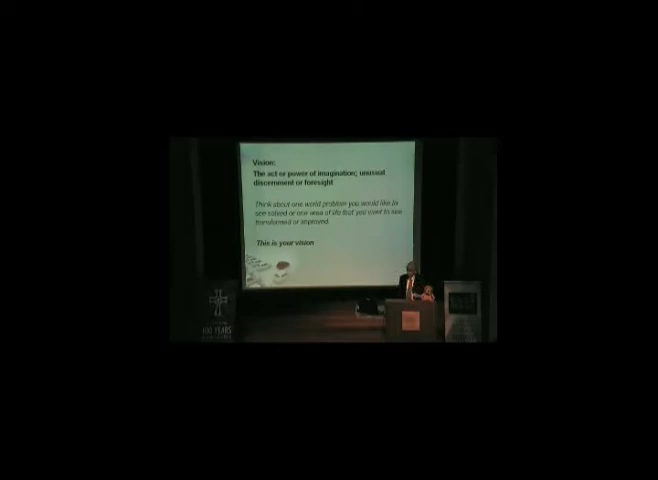 Vision:
The act or power of imagination; unusual
discernment or foresight
Think about one world problem you would like to
see solved or one area of life that you want to see
transformed or improved.
This is your vision
100 YEARS